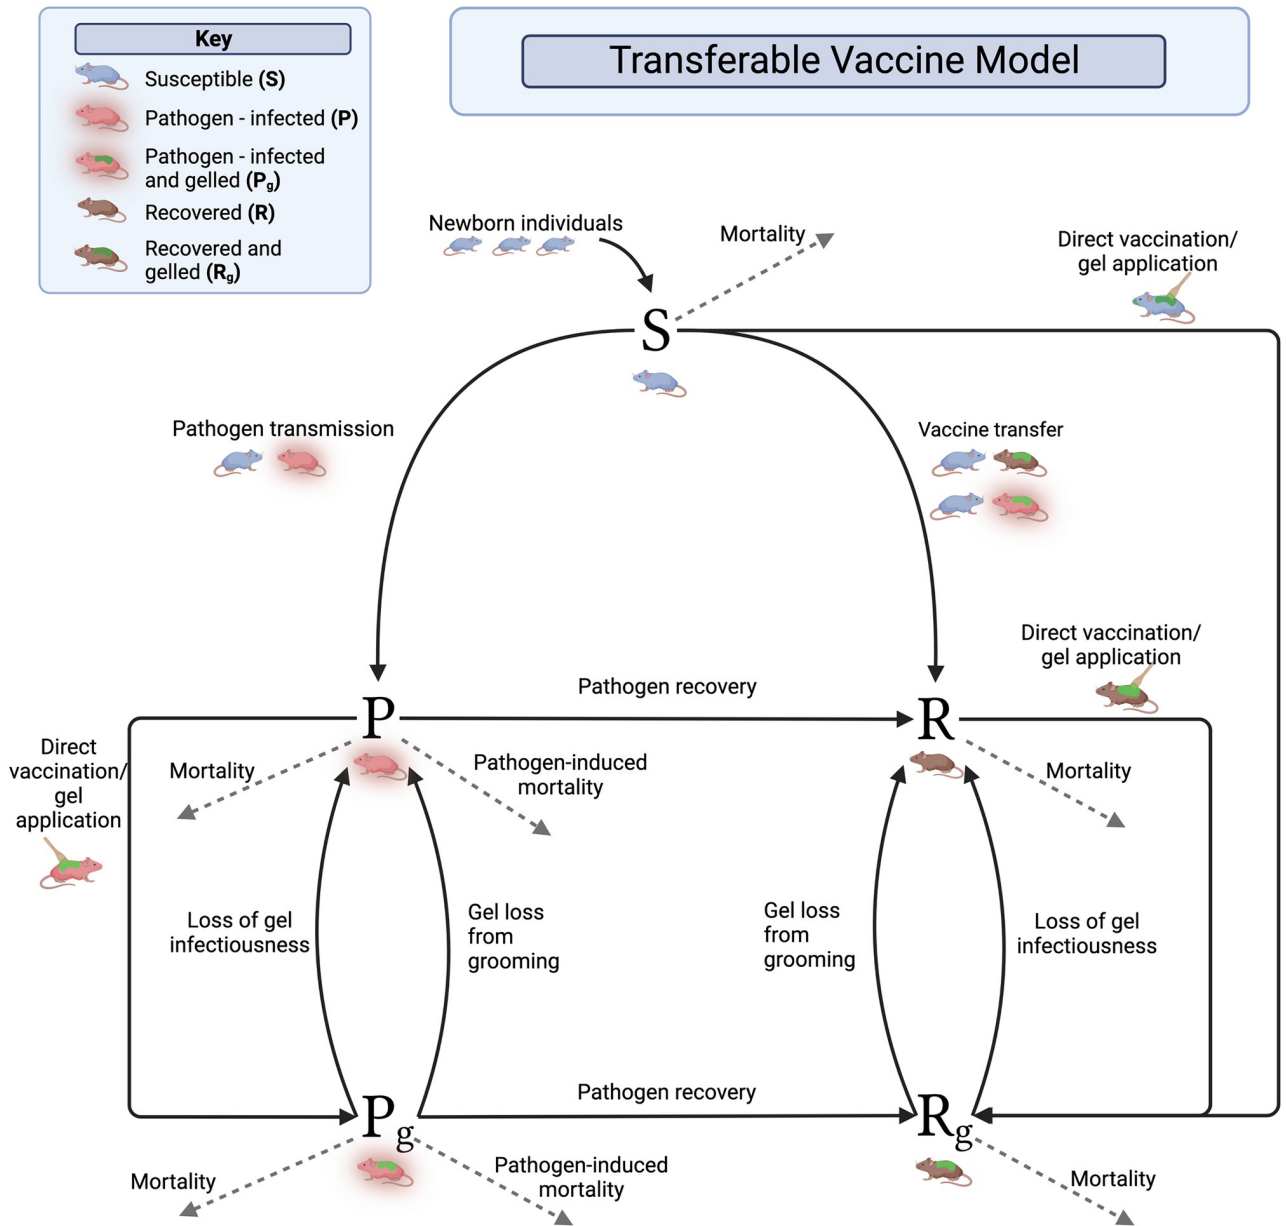 Key
Susceptible (S)
Pathogen - infected (P)
Pathogen - infected
and gelled (Pg)
Recovered (R)
Recovered and
gelled (Rg)
Transferable Vaccine Model
Newborn individuals
Mortality
Direct vaccination/
gel application
S
Pathogen transmission
Vaccine transfer
Direct vaccination/
gel application
Pathogen recovery
P
R
Direct
vaccination/
gel
application
Mortality
Pathogen-induced
mortality
Mortality
Loss of gel
infectiousness
Gel loss
from
grooming
Gel loss
from
grooming
Loss of gel
infectiousness
Pathogen recovery
Pg
Rg
Mortality
Pathogen-induced
mortality
Mortality